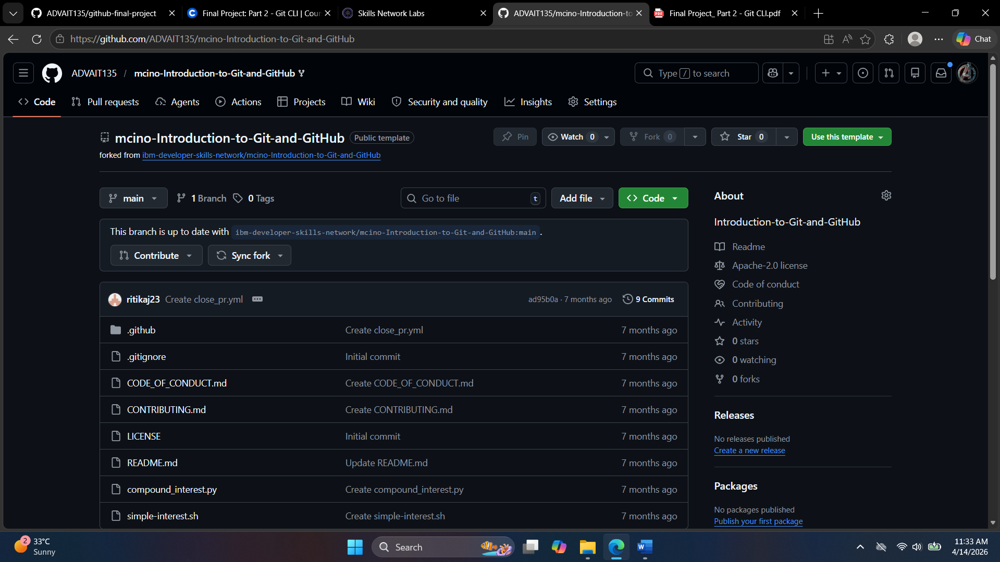 ADVAIT135/github-final-project
Final Project: Part 2 - Git CLI | Cour
Skills Network Labs
ADVAIT135/mcino-Introduction-to
Final Project_ Part 2 - Git CLI.pdf
https://github.com/ADVAIT135/mcino-Introduction-to-Git-and-GitHub
Chat
ADVAIT135 / mcino-Introduction-to-Git-and-GitHub
Type / to search
Code
Pull requests
Agents
Actions
Projects
Wiki
Security and quality
Insights
Settings
mcino-Introduction-to-Git-and-GitHub Public template
Pin
Watch 0
Fork 0
Star 0
Use this template
forked from ibm-developer-skills-network/mcino-Introduction-to-Git-and-GitHub
main
1 Branch
0 Tags
Go to file t
Add file
Code
This branch is up to date with ibm-developer-skills-network/mcino-Introduction-to-Git-and-GitHub:main .
Contribute
Sync fork
ritikaj23 Create close_pr.yml
ad95b0a · 7 months ago
9 Commits
.github Create close_pr.yml 7 months ago
.gitignore Initial commit 7 months ago
CODE_OF_CONDUCT.md Create CODE_OF_CONDUCT.md 7 months ago
CONTRIBUTING.md Create CONTRIBUTING.md 7 months ago
LICENSE Initial commit 7 months ago
README.md Update README.md 7 months ago
compound_interest.py Create compound_interest.py 7 months ago
simple-interest.sh Create simple-interest.sh 7 months ago
About
Introduction-to-Git-and-GitHub
Readme
Apache-2.0 license
Code of conduct
Contributing
Activity
0 stars
0 watching
0 forks
Releases
No releases published
Create a new release
Packages
No packages published
Publish your first package
2
33°C
Sunny
Search
11:33 AM
4/14/2026